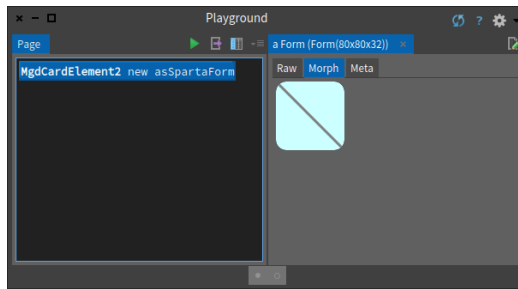 Playground
?
Page
a Form (Form(80x80x32)) ×
MgdCardElement2 new asSpartaForm
Raw Morph Meta